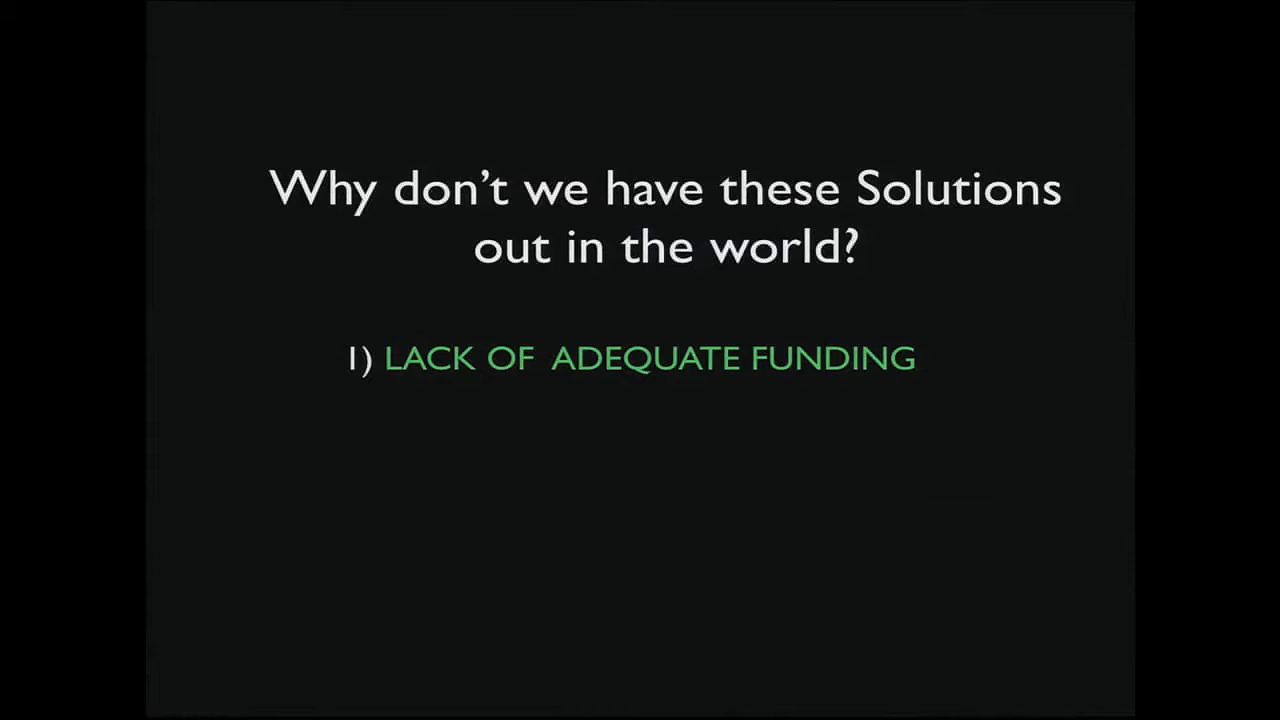 Why don't we have these Solutions
out in the world?
1) LACK OF ADEQUATE FUNDING